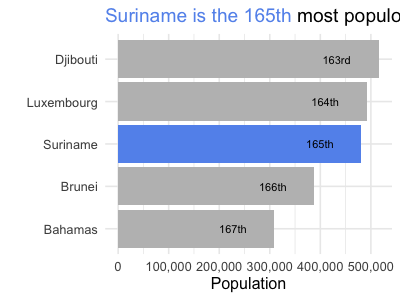 Suriname is the 165th most populo
Djibouti 163rd
Luxembourg 164th
Suriname 165th
Brunei 166th
Bahamas 167th
0 100,000 200,000 300,000 400,000 500,000
Population